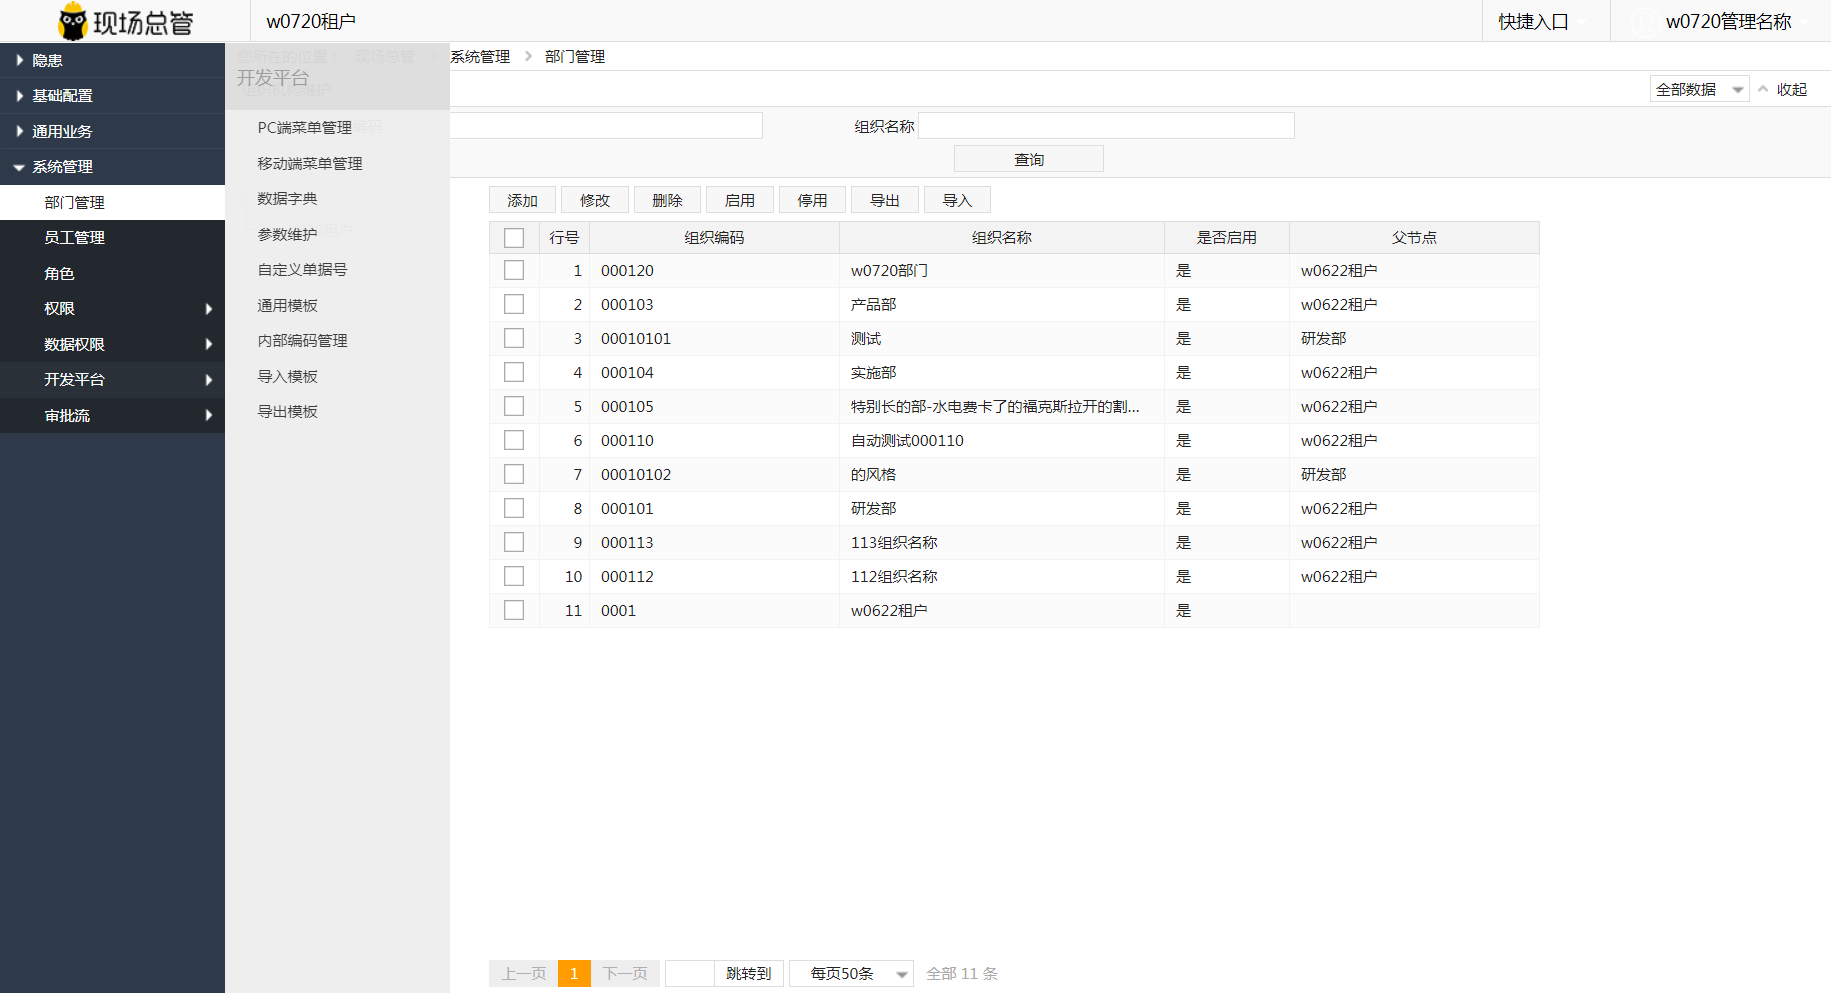 现场总管
w0720租户
快捷入口
w0720管理名称
隐患
基础配置
通用业务
系统管理
部门管理
员工管理
角色
权限
数据权限
开发平台
审批流
开发平台
PC端菜单管理
移动端菜单管理
数据字典
参数维护
自定义单据号
通用模板
内部编码管理
导入模板
导出模板
您所在的位置： 现场总管 系统管理 部门管理
全部数据 收起
组织名称
查询
添加 修改 删除 启用 停用 导出 导入
行号 组织编码 组织名称 是否启用 父节点
1 000120 w0720部门 是 w0622租户
2 000103 产品部 是 w0622租户
3 00010101 测试 是 研发部
4 000104 实施部 是 w0622租户
5 000105 特别长的部-水电费卡了的福克斯拉开的割... 是 w0622租户
6 000110 自动测试000110 是 w0622租户
7 00010102 的风格 是 研发部
8 000101 研发部 是 w0622租户
9 000113 113组织名称 是 w0622租户
10 000112 112组织名称 是 w0622租户
11 0001 w0622租户 是
上一页 1 下一页 跳转到 每页50条 全部 11 条